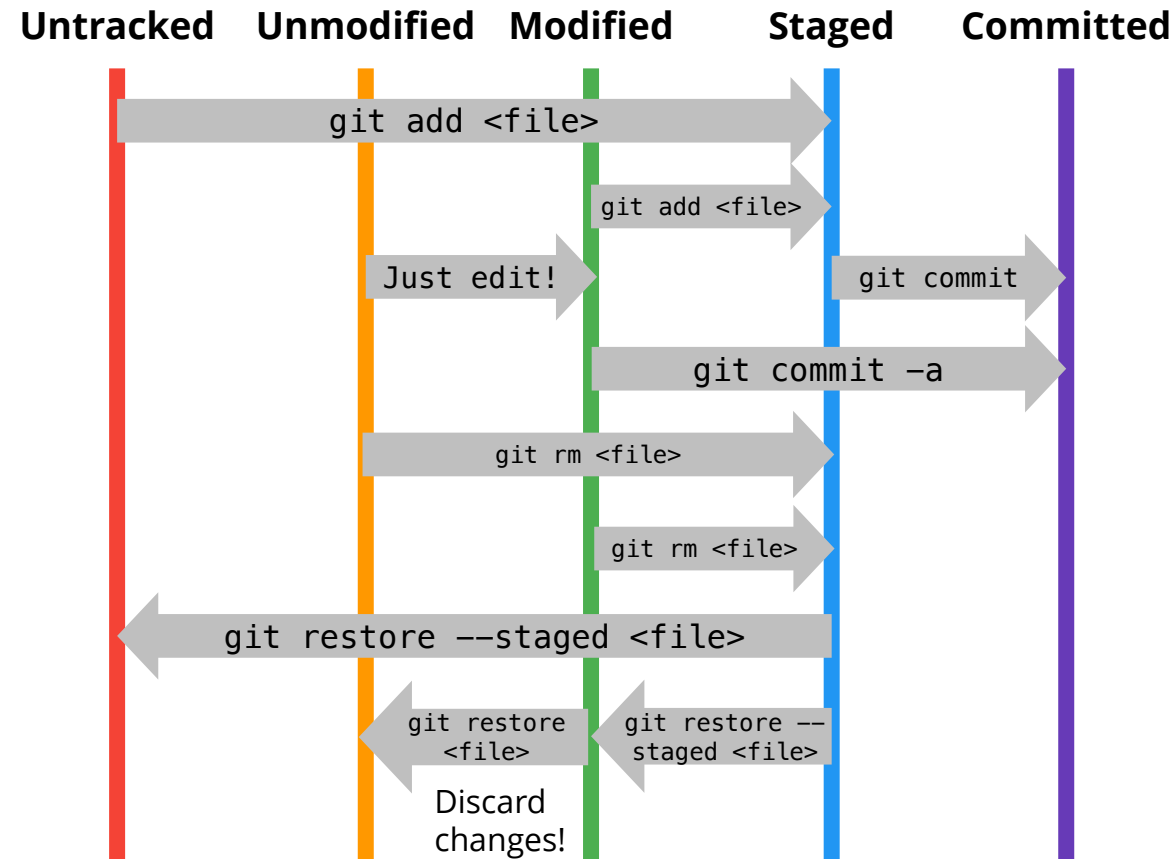 Untracked Unmodified Modified Staged Committed
git add <file>
git add <file>
Just edit!
git commit
git commit –a
git rm <file>
git rm <file>
git restore ––staged <file>
git restore
<file>
git restore ––
staged <file>
Discard
changes!